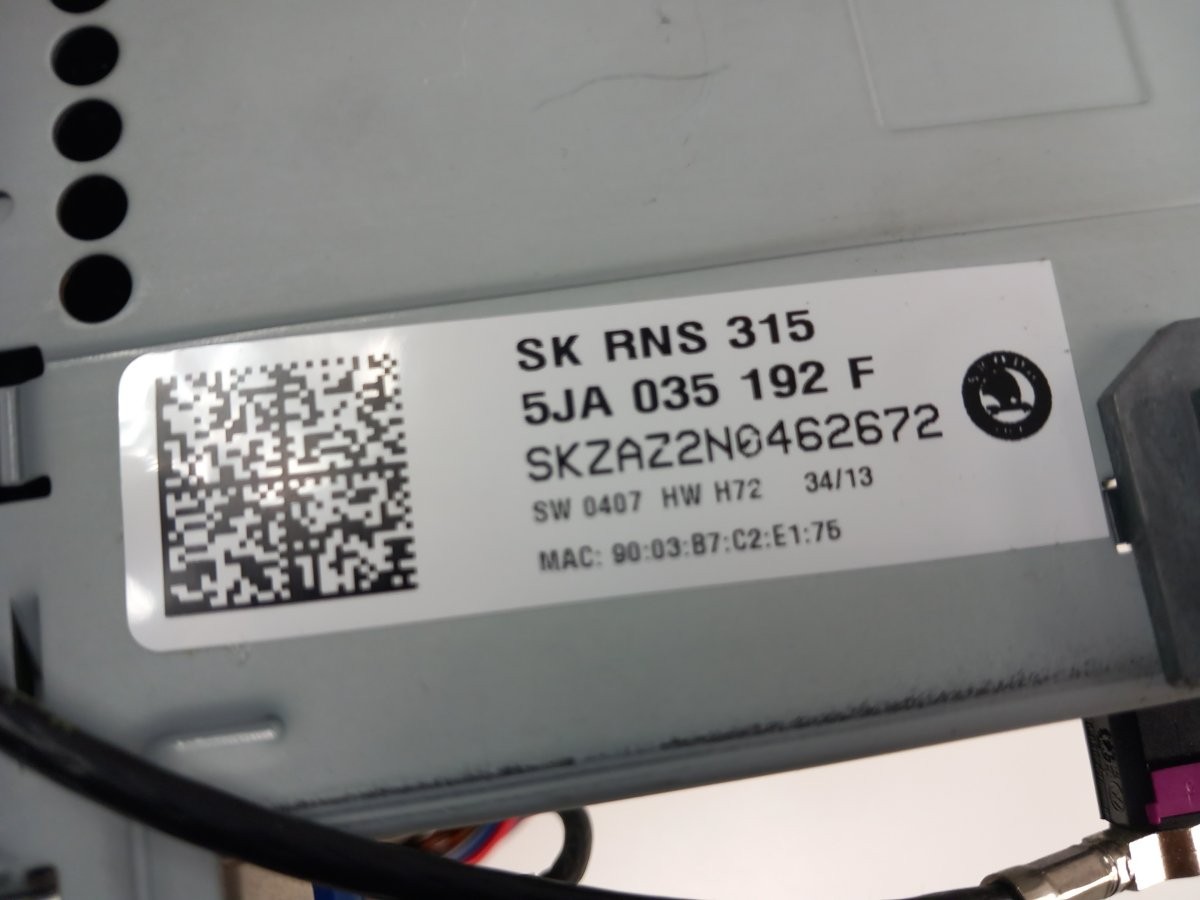 SK RNS 315
5JA 035 192 F
SKZAZ2N0462672
SW 0407 HW H72 34/13
MAC: 90:03:B7:C2:E1:75